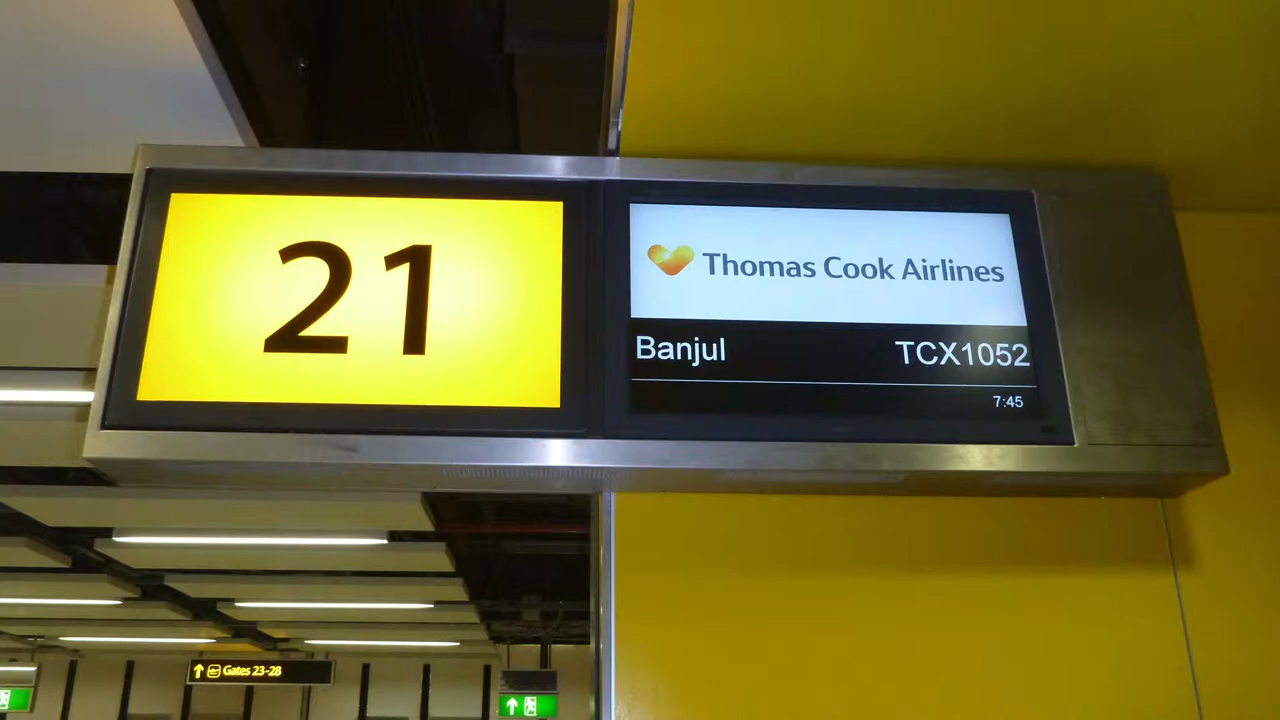 21
Thomas Cook Airlines
Banjul TCX1052
7:45
Gates 23-28